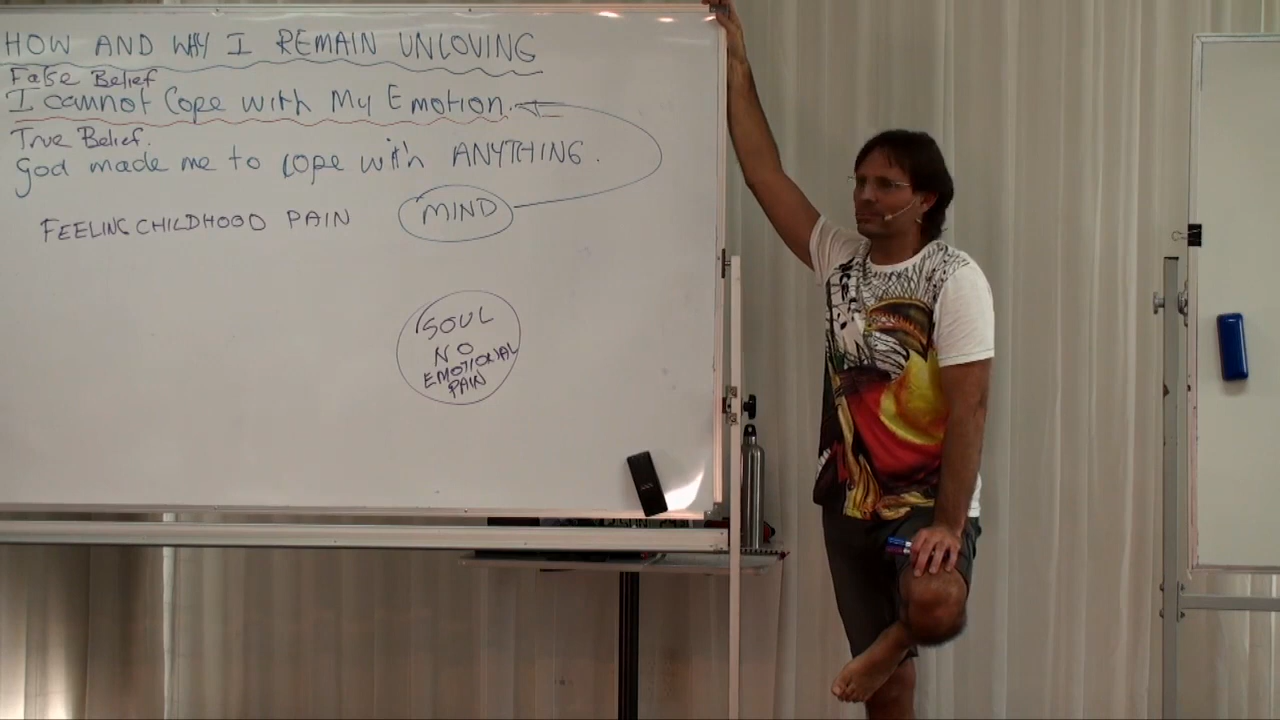 HOW AND WHY I REMAIN UNLOVING
False Belief
I cannot Cope with My Emotion.
True Belief.
God made me to cope with ANYTHING.
FEELING CHILDHOOD PAIN
MIND
SOUL
NO
EMOTIONAL
PAIN